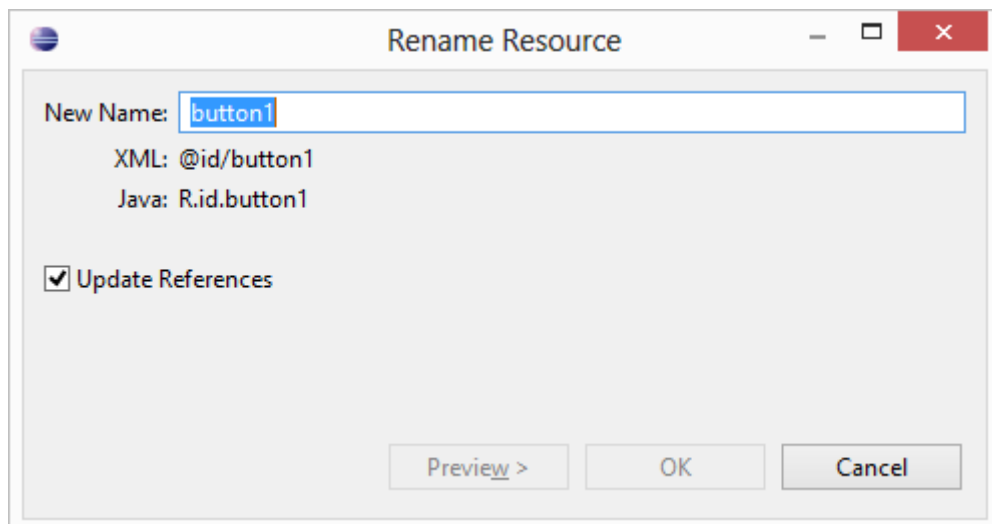 Rename Resource
New Name: button1
XML: @id/button1
Java: R.id.button1
Update References
Preview > OK Cancel